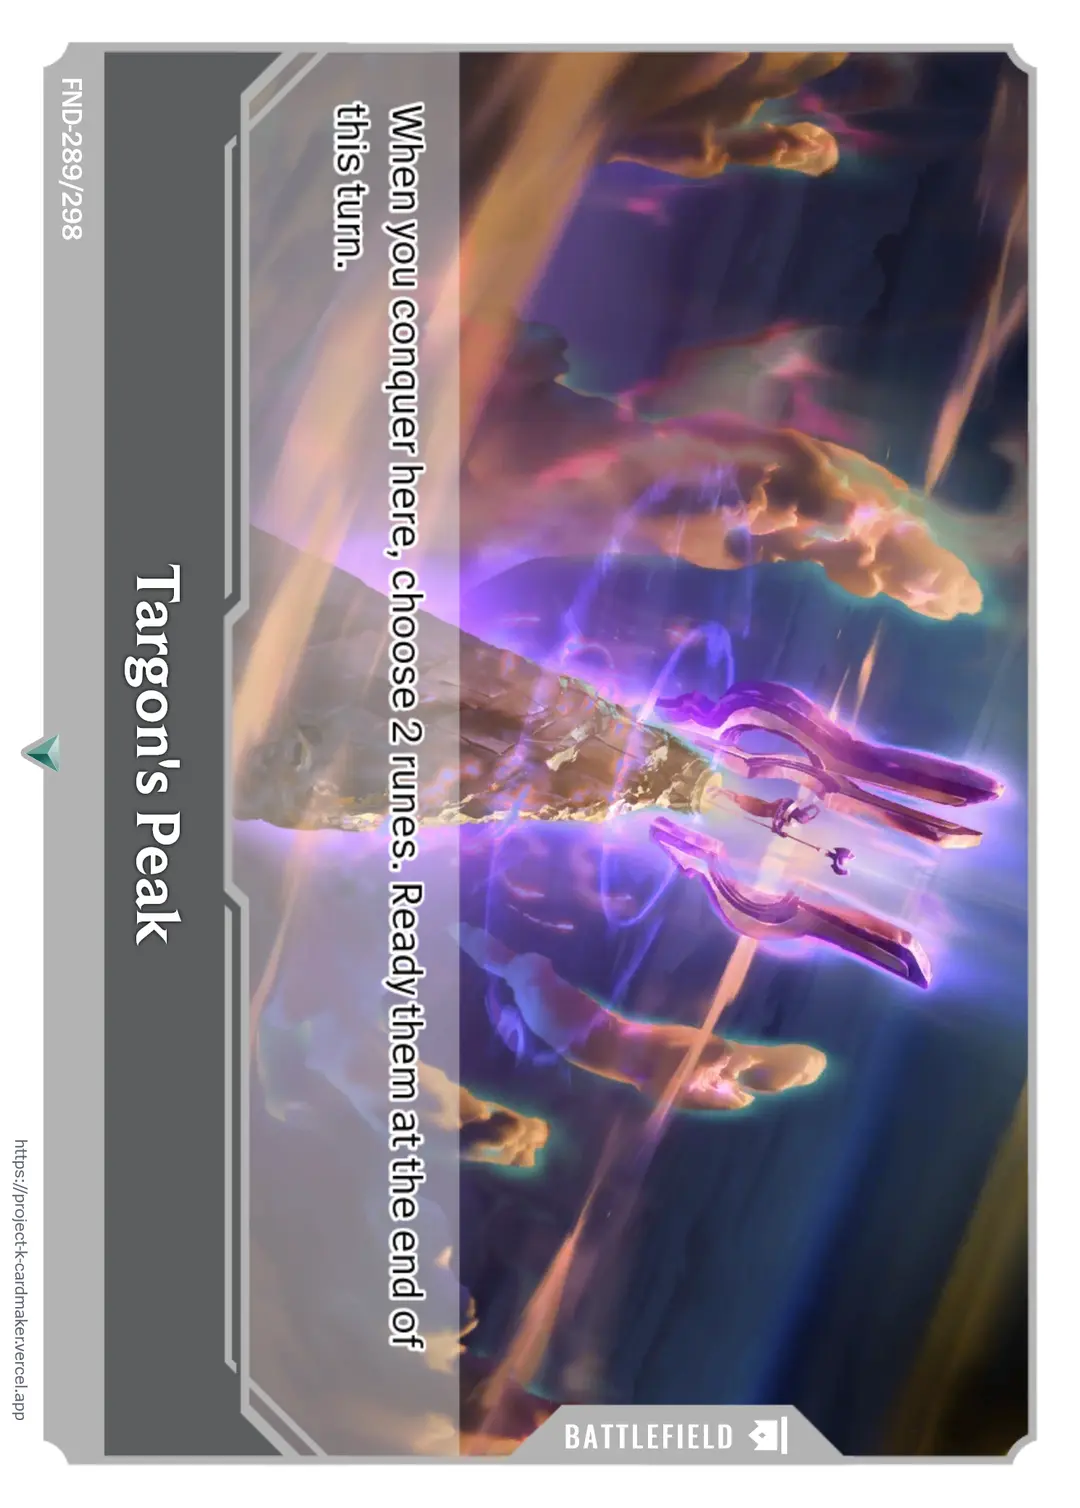 BATTLEFIELD
When you conquer here, choose 2 runes. Ready them at the end of
this turn.
Targon's Peak
FND-289/298
https://project-k-cardmaker.vercel.app